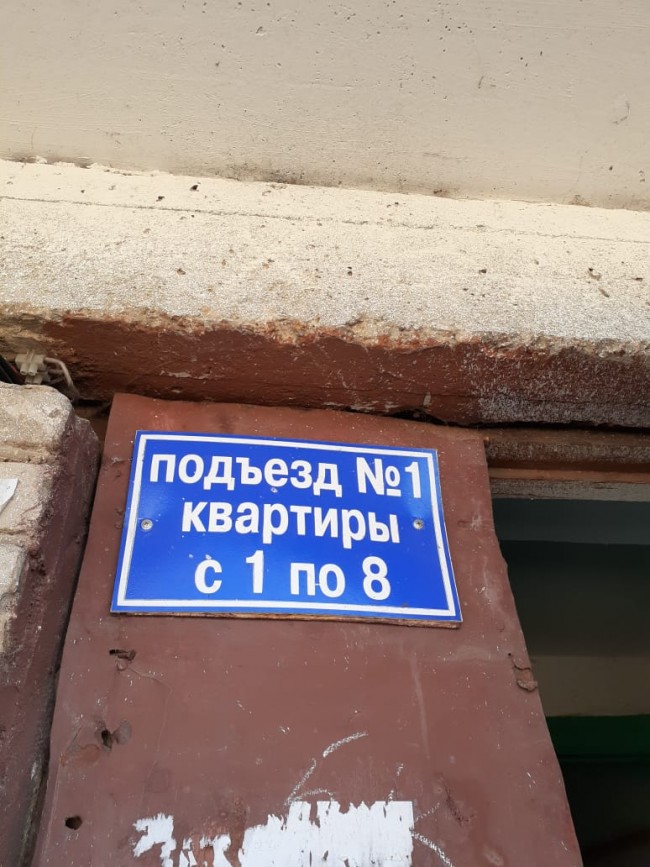 подъезд №1
квартиры
с 1 по 8